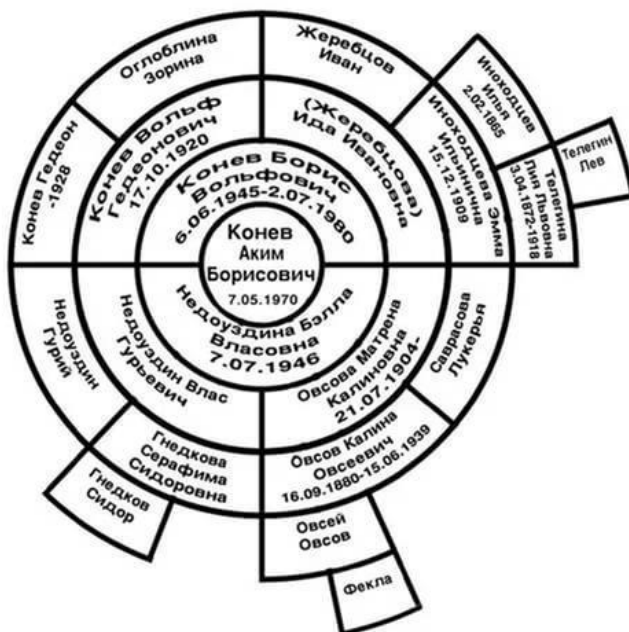 Оглоблина
Зорина
Жеребцов
Иван
Иноходцев
Илья
2.02.1865
Телегин
Лев
Телегина
Лия Львовна
3.04.1872-1918
Конев Гедеон
-1928
Конев Вольф
Гедеонович
17.10.1920
(Жеребцова)
Ида Ивановна
Иноходцева Эмма
Ильинична
15.12.1909
Конев Борис
Вольфович
6.06.1945-2.07.1980
Конев
Аким
Борисович
7.05.1970
Недоуздина Бэлла
Власовна
7.07.1946
Недоуздин
Гурий
Недоуздин Влас
Гурьевич
Овсова Матрена
Калиновна
21.07.1904-
Саврасова
Лукерья
Гнедкова
Серафима
Сидоровна
Овсов Калина
Овсеевич
16.09.1880-15.06.1939
Гнедков
Сидор
Овсей
Овсов
Фекла